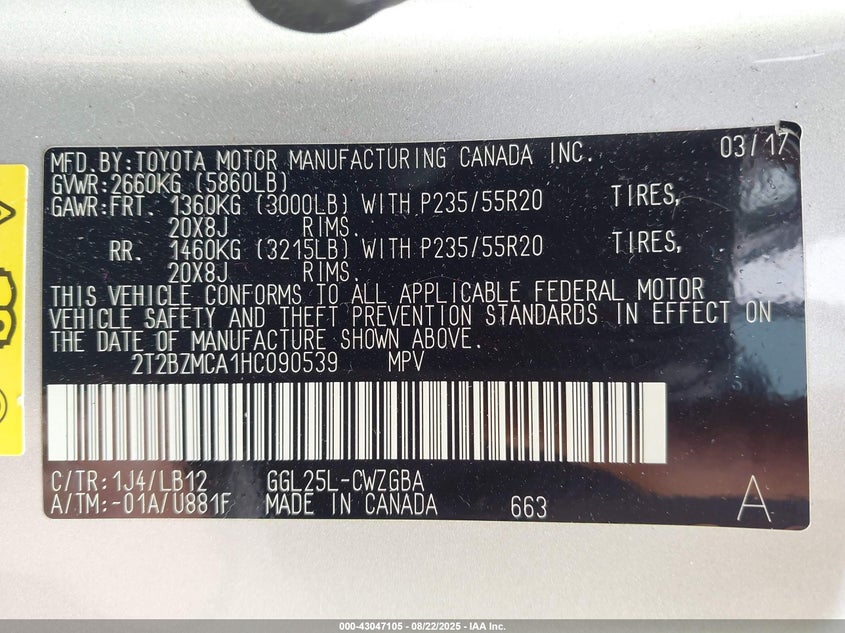 MFD.BY:TOYOTA MOTOR MANUFACTURING CANADA INC. 03/17
GVWR:2660KG (5860LB)
GAWR:FRT. 1360KG (3000LB) WITH P235/55R20 TIRES,
20X8J RIMS.
RR. 1460KG (3215LB) WITH P235/55R20 TIRES,
20X8J RIMS.
THIS VEHICLE CONFORMS TO ALL APPLICABLE FEDERAL MOTOR
VEHICLE SAFETY AND THEFT PREVENTION STANDARDS IN EFFECT ON
THE DATE OF MANUFACTURE SHOWN ABOVE.
2T2BZMCA1HC090539 MPV
C/TR:1J4/LB12 GGL25L-CWZGBA
A/TM:-01A/U881F MADE IN CANADA 663 A
000-43047105 - 08/22/2025 - IAA Inc.